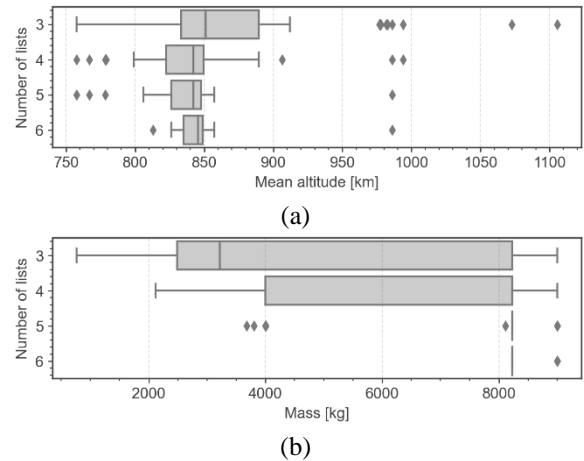 Number of lists
3
4
5
6
750 800 850 900 950 1000 1050 1100
Mean altitude [km]
(a)
Number of lists
3
4
5
6
2000 4000 6000 8000
Mass [kg]
(b)